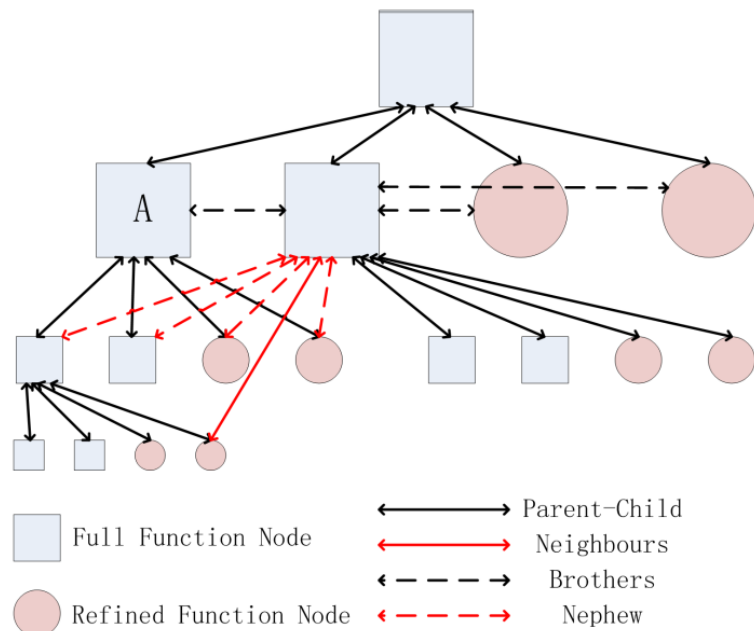 A
Full Function Node
Refined Function Node
Parent-Child
Neighbours
Brothers
Nephew